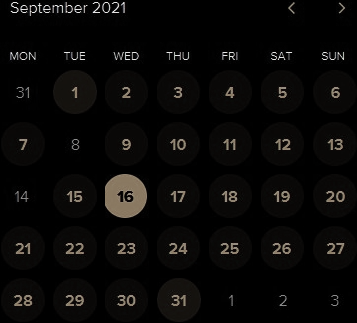 September 2021
MON TUE WED THU FRI SAT SUN
31 1 2 3 4 5 6
7 8 9 10 11 12 13
14 15 16 17 18 19 20
21 22 23 24 25 26 27
28 29 30 31 1 2 3